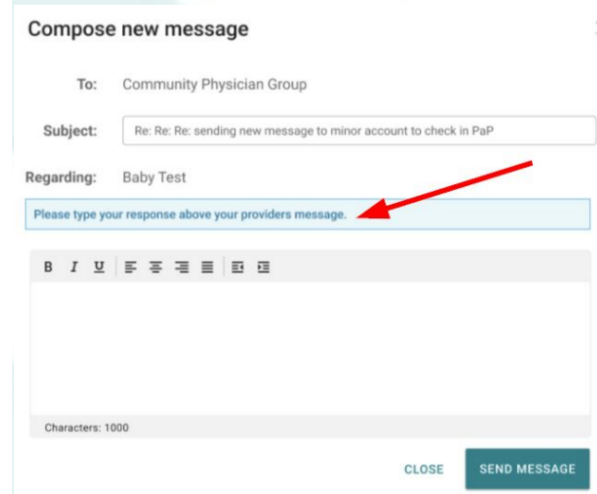 Compose new message
To: Community Physician Group
Subject: Re: Re: Re: sending new message to minor account to check in PaP
Regarding: Baby Test
Please type your response above your providers message.
B I U
Characters: 1000
CLOSE SEND MESSAGE